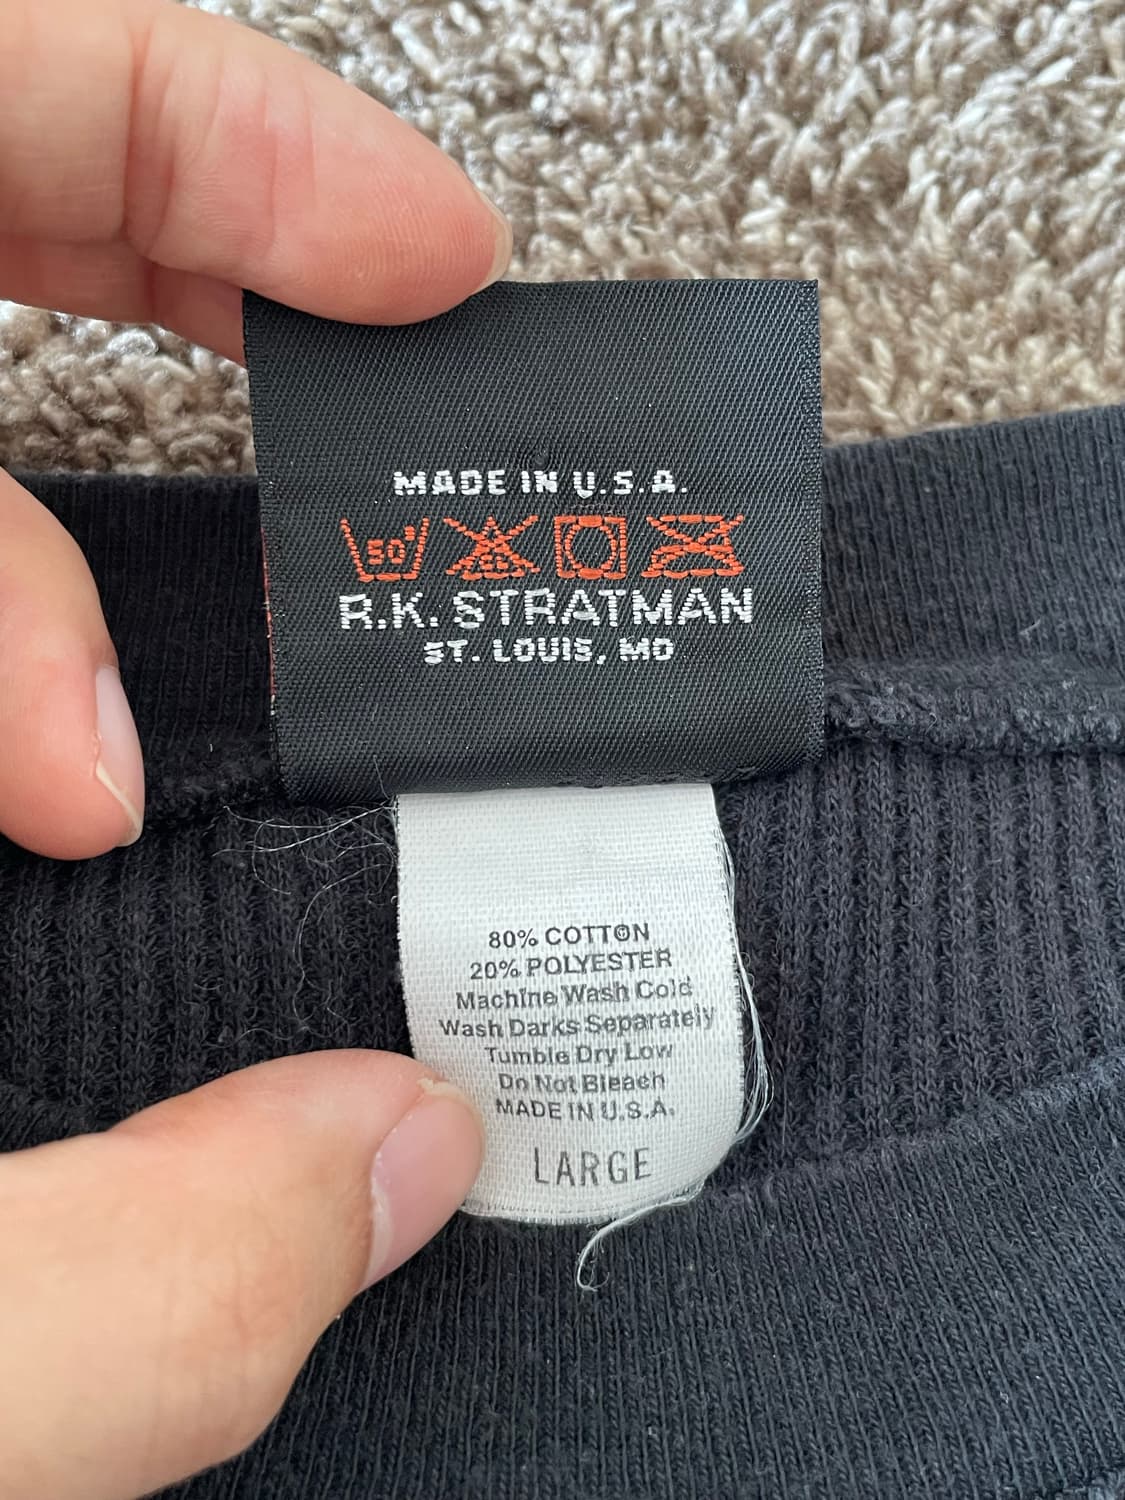 MADE IN U.S.A.
30°
R.K. STRATMAN
ST. LOUIS, MO
80% COTTON
20% POLYESTER
Machine Wash Cold
Wash Darks Separately
Tumble Dry Low
Do Not Bleach
MADE IN U.S.A.
LARGE